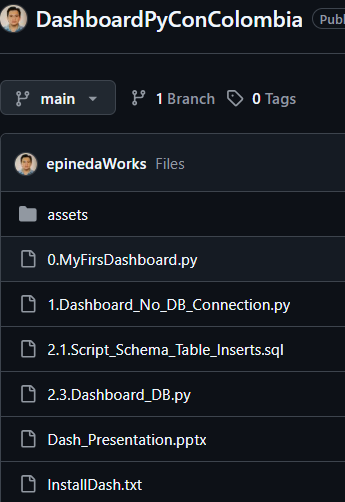 DashboardPyConColombia Publ
main 1 Branch 0 Tags
epinedaWorks Files
assets
0.MyFirsDashboard.py
1.Dashboard_No_DB_Connection.py
2.1.Script_Schema_Table_Inserts.sql
2.3.Dashboard_DB.py
Dash_Presentation.pptx
InstallDash.txt